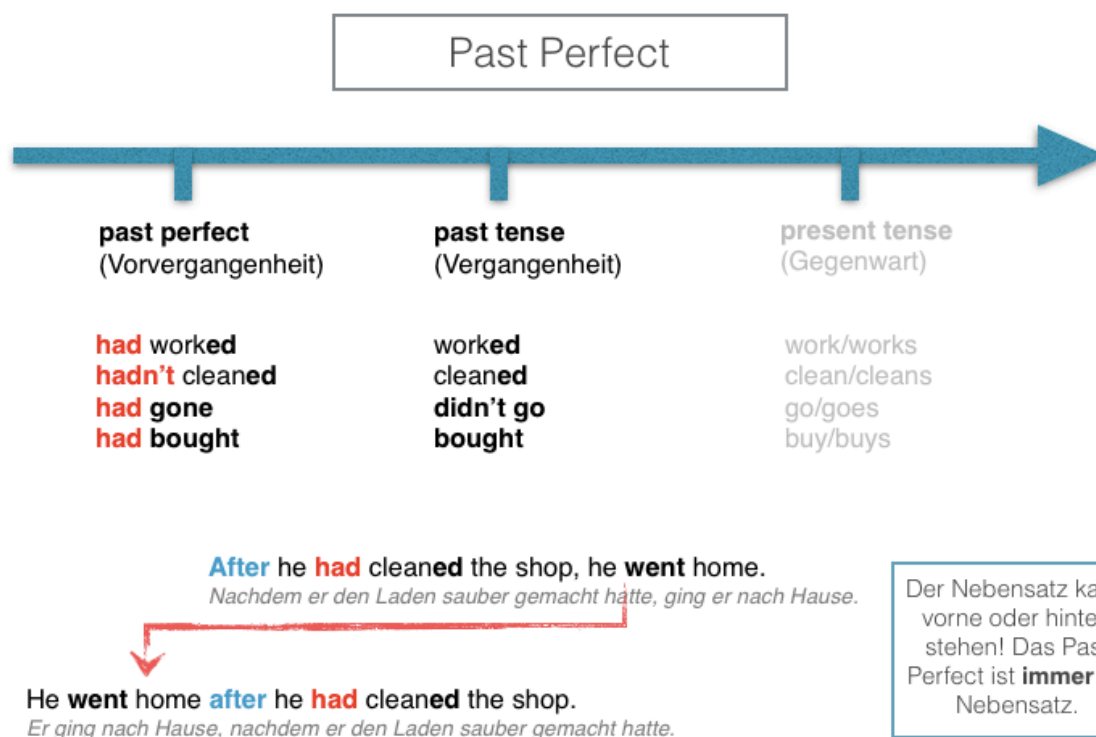 Past Perfect
past perfect
(Vorvergangenheit)
past tense
(Vergangenheit)
present tense
(Gegenwart)
had worked
hadn't cleaned
had gone
had bought
worked
cleaned
didn't go
bought
work/works
clean/cleans
go/goes
buy/buys
After he had cleaned the shop, he went home.
Nachdem er den Laden sauber gemacht hatte, ging er nach Hause.
He went home after he had cleaned the shop.
Er ging nach Hause, nachdem er den Laden sauber gemacht hatte.
Der Nebensatz
vorne oder
stehen! Das
Perfect ist immer
Nebensatz.